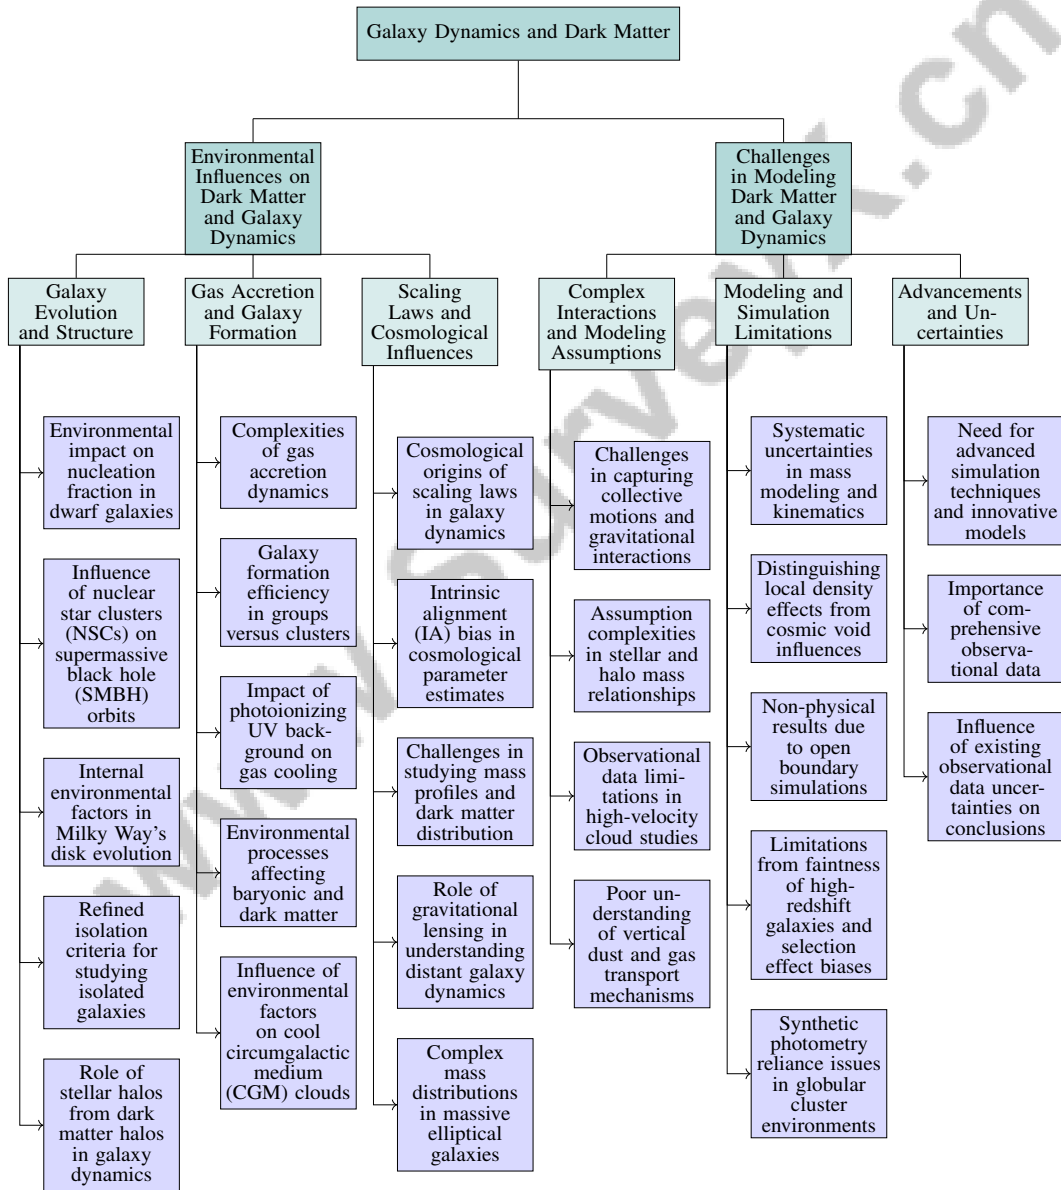 Galaxy Dynamics and Dark Matter
Environmental
Influences on
Dark Matter
and Galaxy
Dynamics
Challenges
in Modeling
Dark Matter
and Galaxy
Dynamics
Galaxy
Evolution
and Structure
Gas Accretion
and Galaxy
Formation
Scaling
Laws and
Cosmological
Influences
Complex
Interactions
and Modeling
Assumptions
Modeling and
Simulation
Limitations
Advancements
and Un-
certainties
Environmental
impact on
nucleation
fraction in
dwarf galaxies
Influence
of nuclear
star clusters
(NSCs) on
supermassive
black hole
(SMBH)
orbits
Internal
environmental
factors in
Milky Way's
disk evolution
Refined
isolation
criteria for
studying
isolated
galaxies
Role of
stellar halos
from dark
matter halos
in galaxy
dynamics
Complexities
of gas
accretion
dynamics
Galaxy
formation
efficiency
in groups
versus clusters
Impact of
photoionizing
UV back-
ground on
gas cooling
Environmental
processes
affecting
baryonic and
dark matter
Influence of
environmental
factors
on cool
circumgalactic
medium
(CGM) clouds
Cosmological
origins of
scaling laws
in galaxy
dynamics
Intrinsic
alignment
(IA) bias in
cosmological
parameter
estimates
Challenges in
studying mass
profiles and
dark matter
distribution
Role of
gravitational
lensing in
understanding
distant galaxy
dynamics
Complex
mass
distributions
in massive
elliptical
galaxies
Challenges
in capturing
collective
motions and
gravitational
interactions
Assumption
complexities
in stellar and
halo mass
relationships
Observational
data limi-
tations in
high-velocity
cloud studies
Poor un-
derstanding
of vertical
dust and gas
transport
mechanisms
Systematic
uncertainties
in mass
modeling and
kinematics
Distinguishing
local density
effects from
cosmic void
influences
Non-physical
results due
to open
boundary
simulations
Limitations
from faintness
of high-
redshift
galaxies and
selection
effect biases
Synthetic
photometry
reliance issues
in globular
cluster
environments
Need for
advanced
simulation
techniques
and innovative
models
Importance
of com-
prehensive
observa-
tional data
Influence
of existing
observational
data uncer-
tainties on
conclusions
www.Surveyx.cn